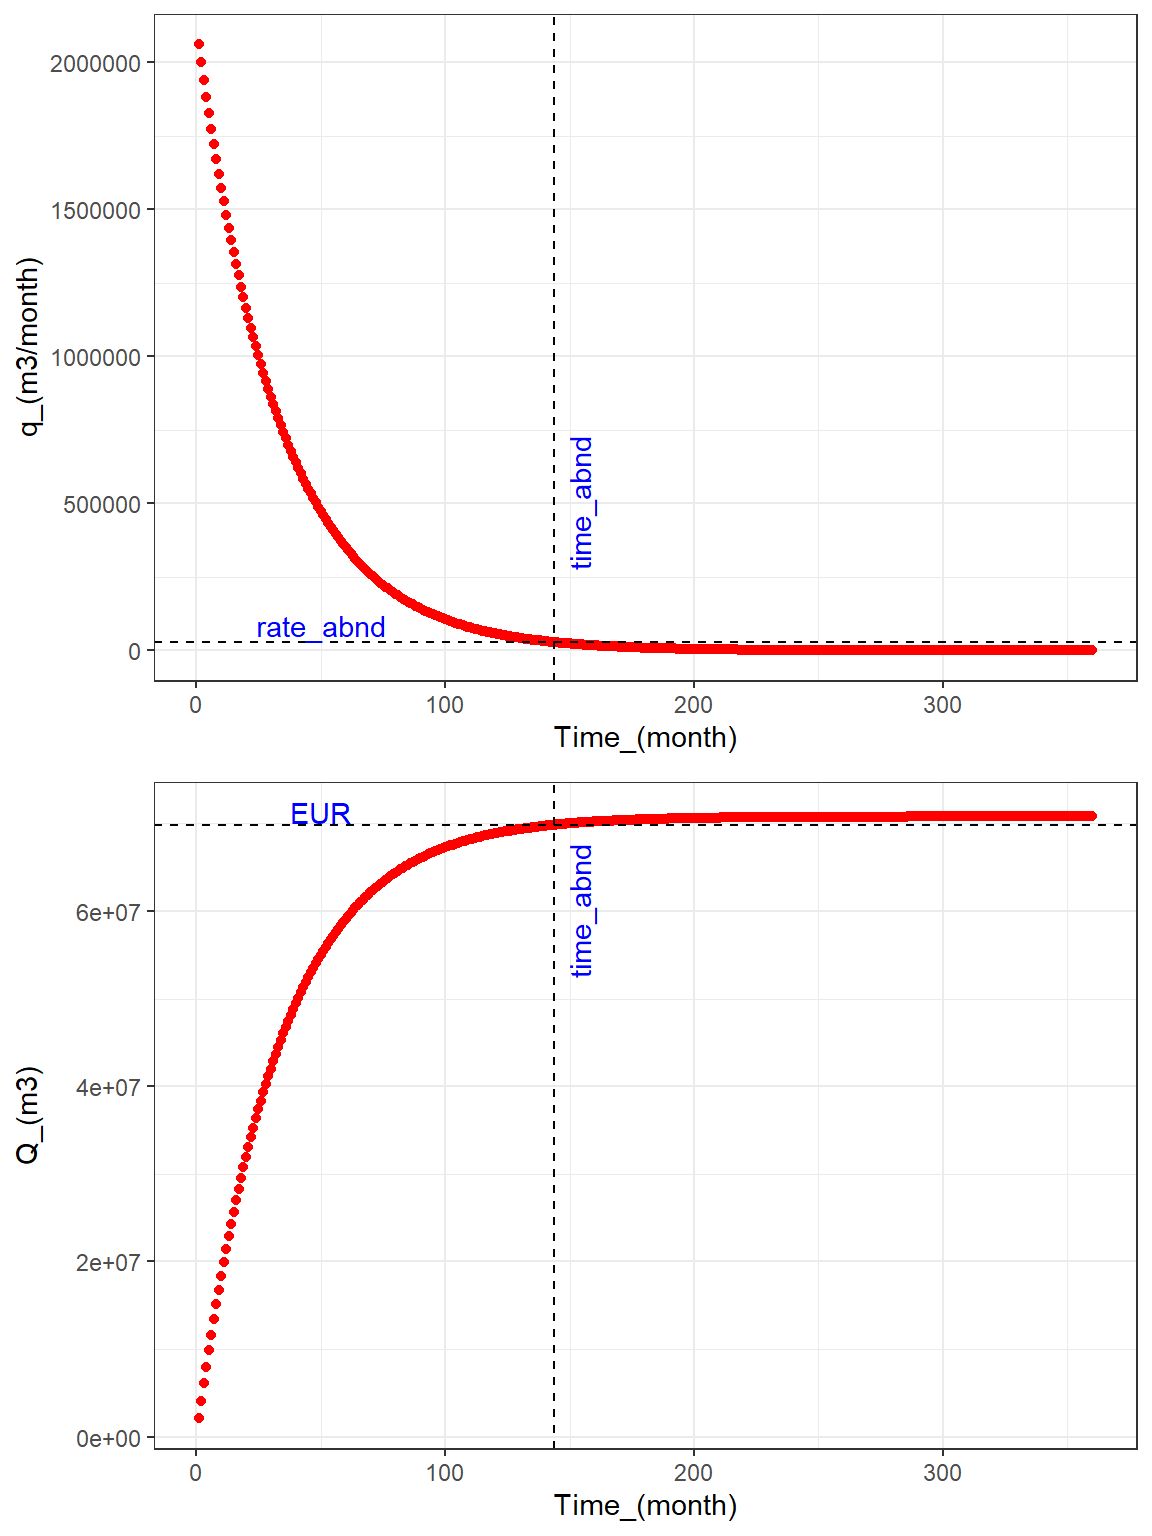 2000000
1500000
1000000
500000
0
q_(m3/month)
time_abnd
rate_abnd
0
100
200
300
Time_(month)
EUR
time_abnd
6e+07
4e+07
2e+07
0e+00
Q_(m3)
0
100
200
300
Time_(month)